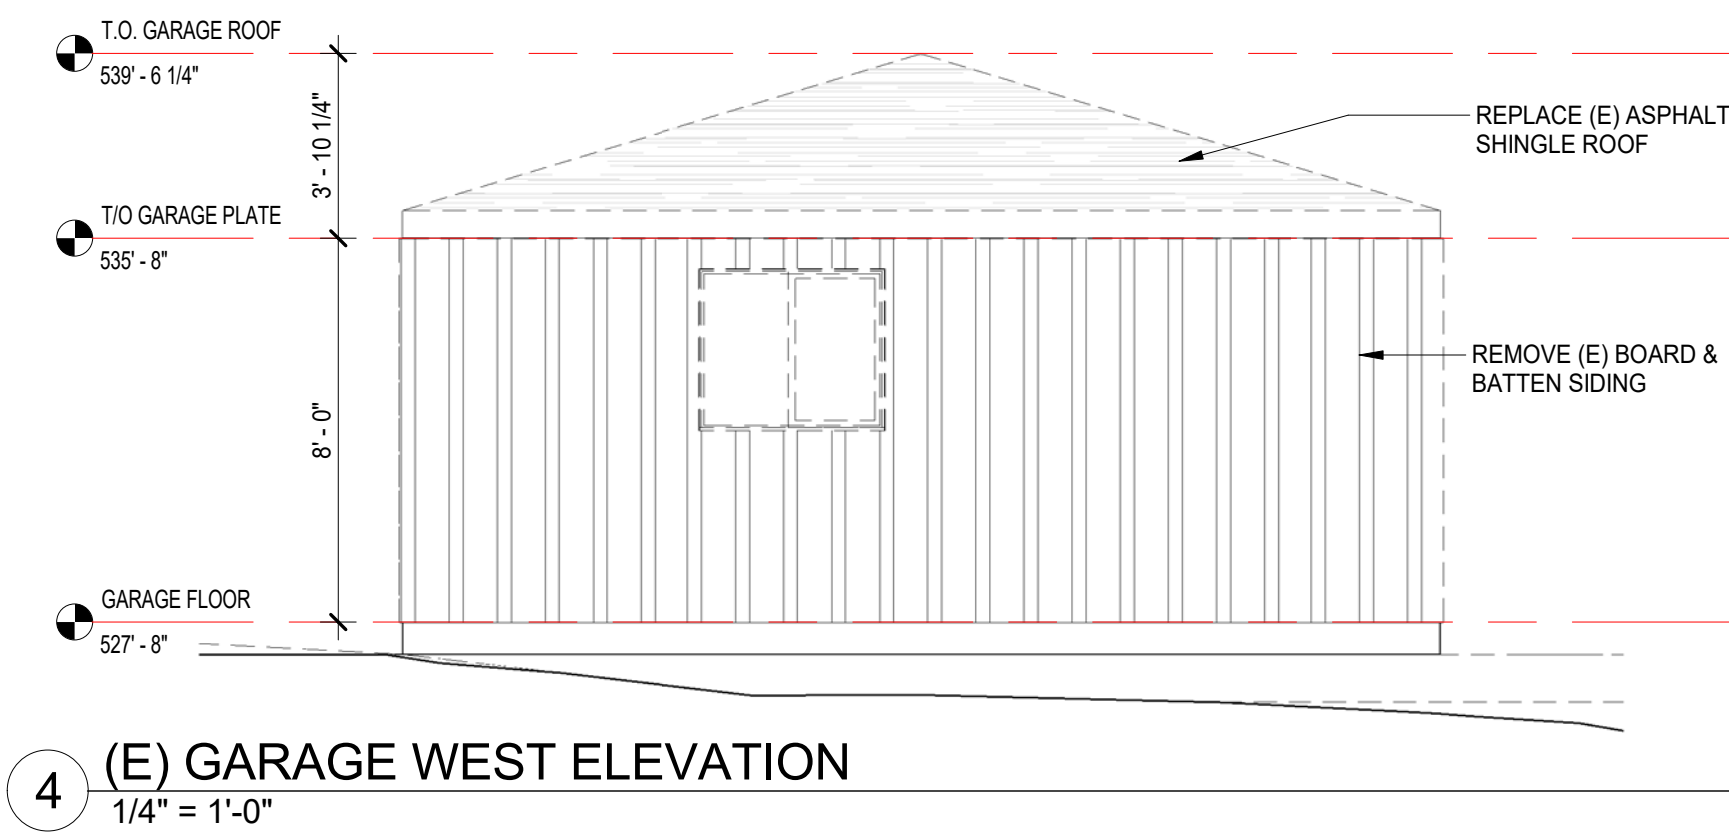 T.O. GARAGE ROOF
539' - 6 1/4"
3' - 10 1/4"
REPLACE (E) ASPHALT
SHINGLE ROOF
T/O GARAGE PLATE
535' - 8"
8' - 0"
REMOVE (E) BOARD &
BATTEN SIDING
GARAGE FLOOR
527' - 8"
4
(E) GARAGE WEST ELEVATION
1/4" = 1'-0"